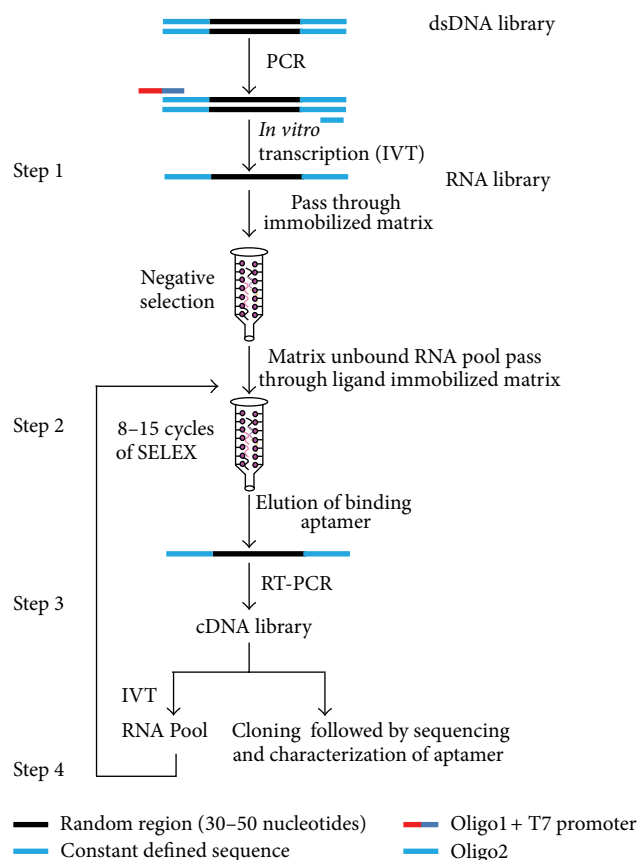 dsDNA library
PCR
In vitro
transcription (IVT)
Step 1
RNA library
Pass through
immobilized matrix
Negative
selection
Matrix unbound RNA pool pass
through ligand immobilized matrix
Step 2
8–15 cycles
of SELEX
Elution of binding
aptamer
RT-PCR
Step 3
cDNA library
IVT
RNA Pool
Cloning followed by sequencing
and characterization of aptamer
Step 4
Random region (30–50 nucleotides)
Oligo1 + T7 promoter
Constant defined sequence
Oligo2